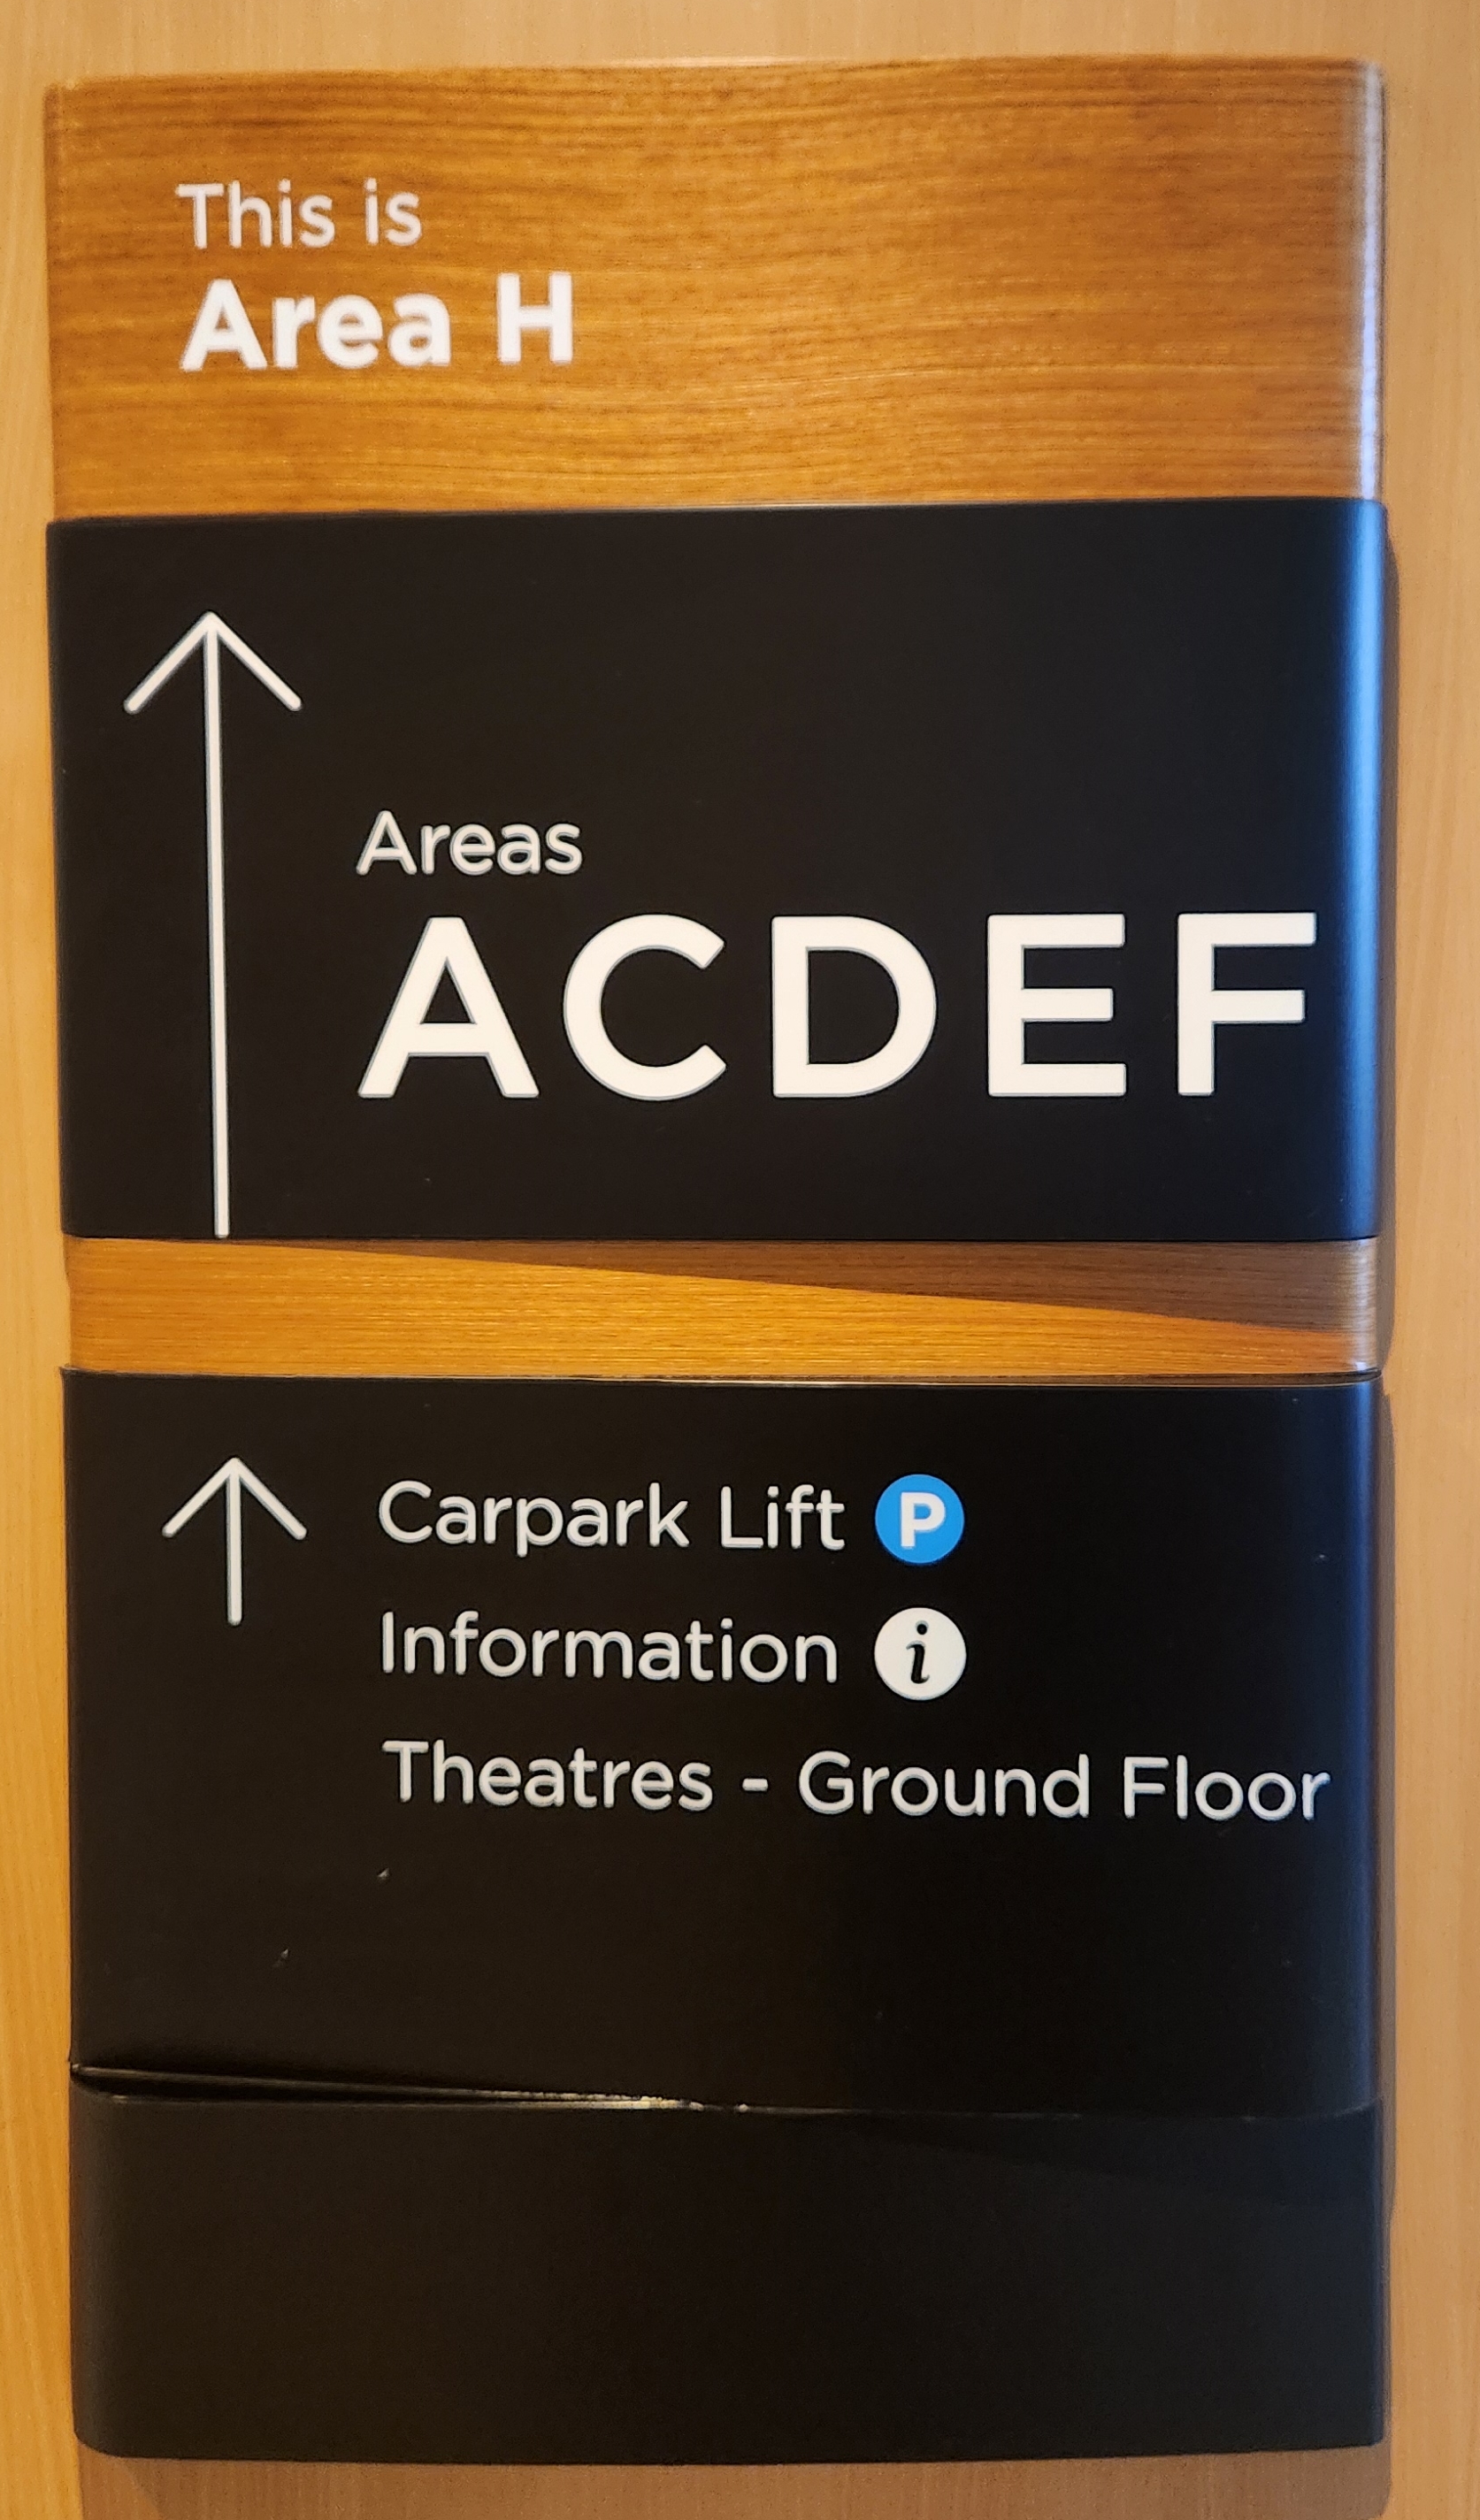 This is
Area H
Areas
ACDEF
Carpark Lift P
Information i
Theatres - Ground Floor